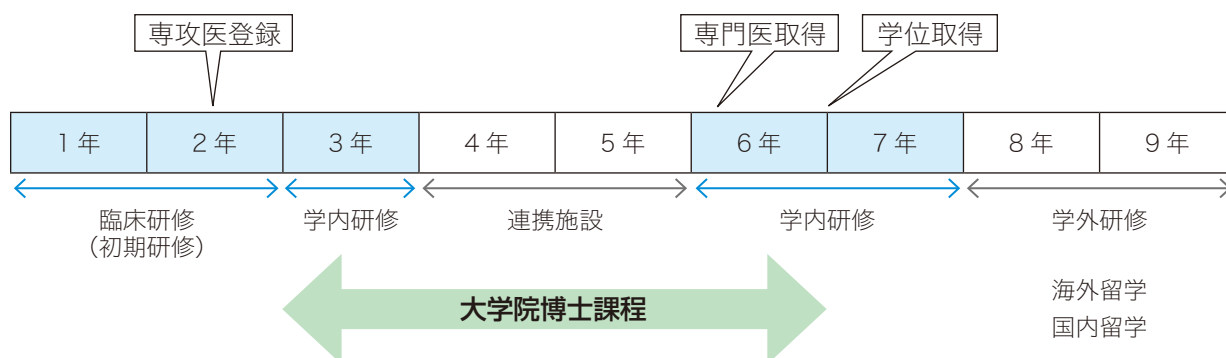 専攻医登録
専門医取得
学位取得
1年
2年
3年
4年
5年
6年
7年
8年
9年
臨床研修
（初期研修）
学内研修
連携施設
学内研修
学外研修
大学院博士課程
海外留学
国内留学